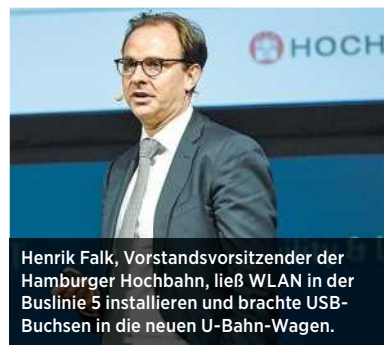 HOCH
Henrik Falk, Vorstandsvorsitzender der
Hamburger Hochbahn, ließ WLAN in der
Buslinie 5 installieren und brachte USB-
Buchsen in die neuen U-Bahn-Wagen.